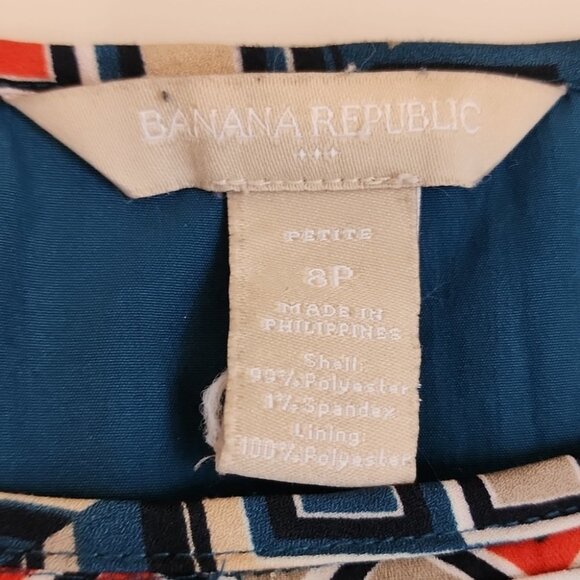 BANANA REPUBLIC
PETITE
8P
MADE IN
PHILIPPINES
Shell:
99% Polyester
1% Spandex
Lining:
100% Polyester